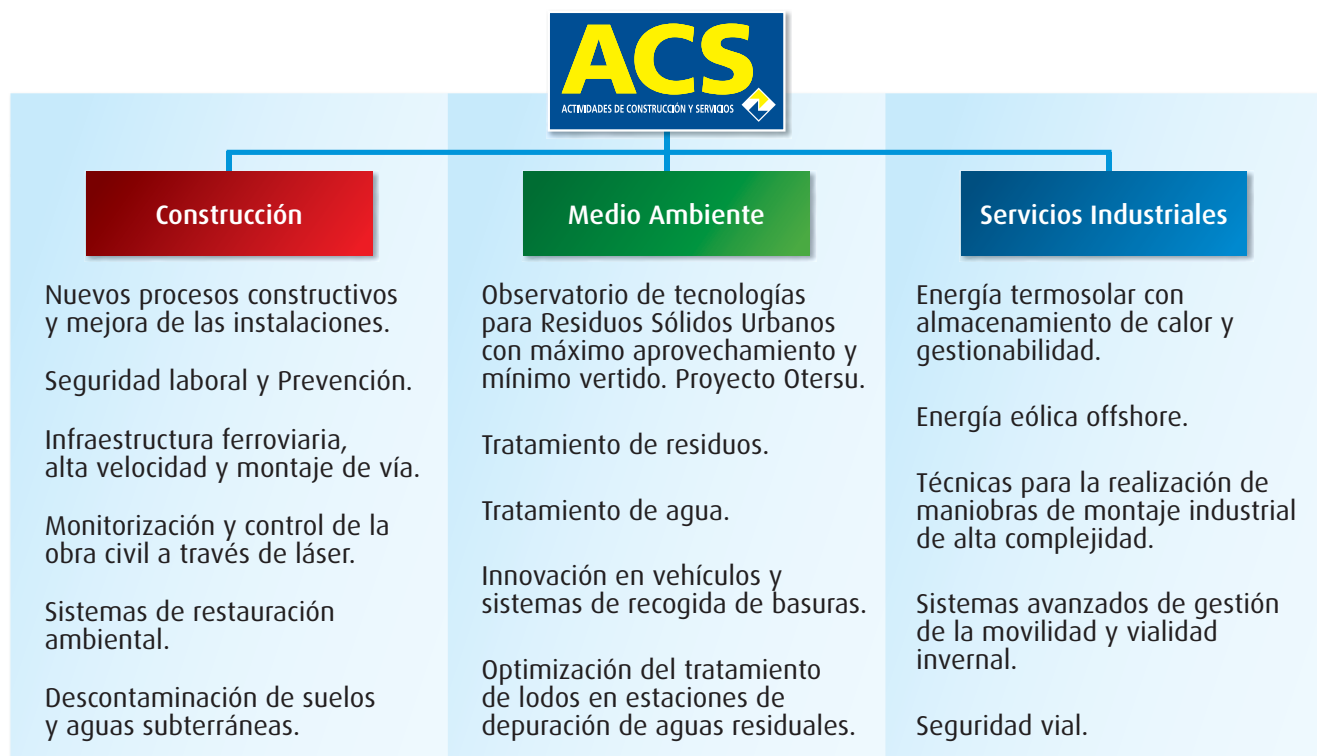 ACS
ACTIVIDADES DE CONSTRUCCIÓN Y SERVICIOS
Construcción
Nuevos procesos constructivos
y mejora de las instalaciones.
Seguridad laboral y Prevención.
Infraestructura ferroviaria,
alta velocidad y montaje de vía.
Monitorización y control de la
obra civil a través de láser.
Sistemas de restauración
ambiental.
Descontaminación de suelos
y aguas subterráneas.
Medio Ambiente
Observatorio de tecnologías
para Residuos Sólidos Urbanos
con máximo aprovechamiento y
mínimo vertido. Proyecto Otersu.
Tratamiento de residuos.
Tratamiento de agua.
Innovación en vehículos y
sistemas de recogida de basuras.
Optimización del tratamiento
de lodos en estaciones de
depuración de aguas residuales.
Servicios Industriales
Energía termosolar con
almacenamiento de calor y
gestionabilidad.
Energía eólica offshore.
Técnicas para la realización de
maniobras de montaje industrial
de alta complejidad.
Sistemas avanzados de gestión
de la movilidad y vialidad
invernal.
Seguridad vial.